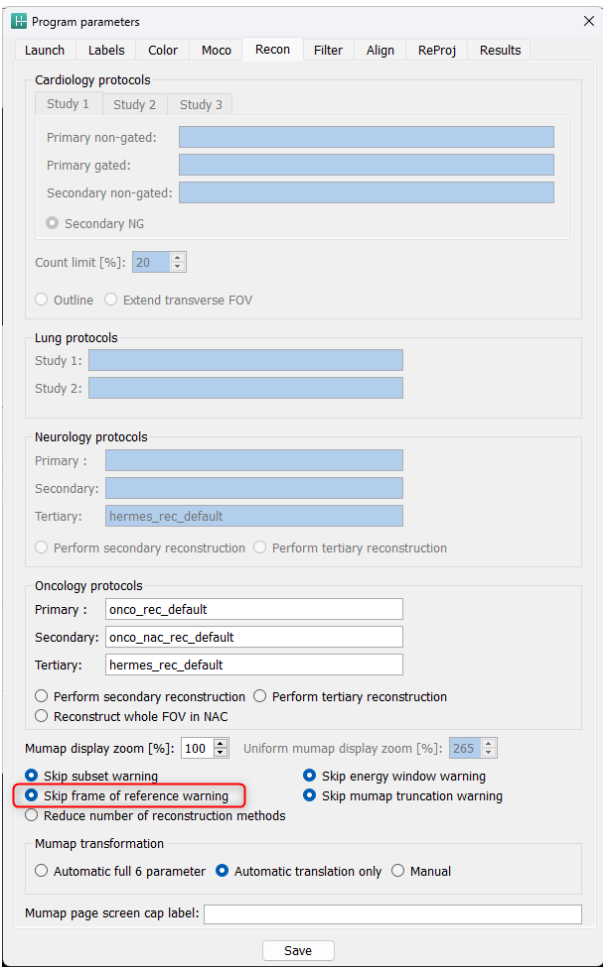 Program parameters
Launch Labels Color Moco Recon Filter Align ReProj Results
Cardiology protocols
Study 1 Study 2 Study 3
Primary non-gated:
Primary gated:
Secondary non-gated:
Secondary NG
Count limit [%]: 20
Outline Extend transverse FOV
Lung protocols
Study 1:
Study 2:
Neurology protocols
Primary :
Secondary:
Tertiary: hermes_rec_default
Perform secondary reconstruction Perform tertiary reconstruction
Oncology protocols
Primary : onco_rec_default
Secondary: onco_nac_rec_default
Tertiary: hermes_rec_default
Perform secondary reconstruction Perform tertiary reconstruction
Reconstruct whole FOV in NAC
Mumap display zoom [%]: 100 Uniform mumap display zoom [%]: 265
Skip subset warning Skip energy window warning
Skip frame of reference warning Skip mumap truncation warning
Reduce number of reconstruction methods
Mumap transformation
Automatic full 6 parameter Automatic translation only Manual
Mumap page screen cap label:
Save